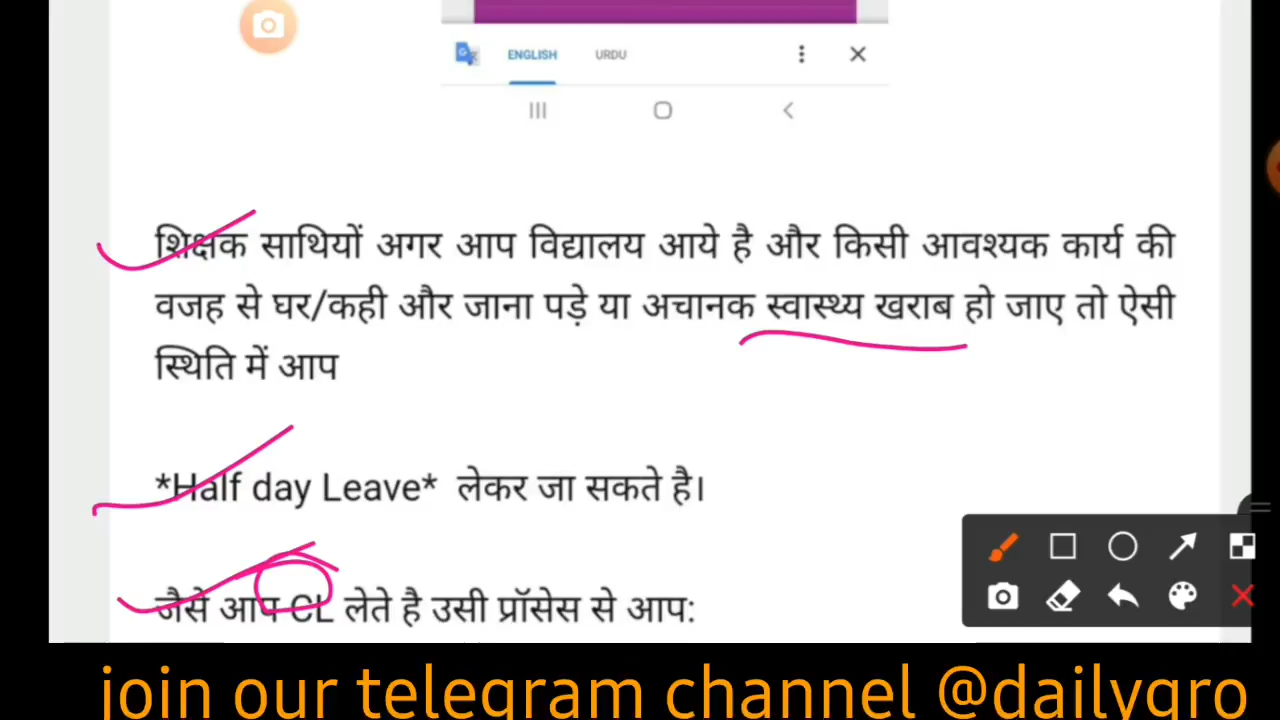 ENGLISH URDU
शिक्षक साथियों अगर आप विद्यालय आये है और किसी आवश्यक कार्य की
वजह से घर/कही और जाना पड़े या अचानक स्वास्थ्य खराब हो जाए तो ऐसी
स्थिति में आप
*Half day Leave* लेकर जा सकते है।
जैसे आप CL लेते है उसी प्रॉसेस से आप:
join our telegram channel @dailygro